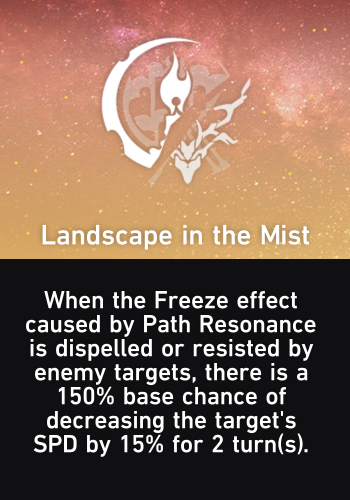 Landscape in the Mist
When the Freeze effect
caused by Path Resonance
is dispelled or resisted by
enemy targets, there is a
150% base chance of
decreasing the target's
SPD by 15% for 2 turn(s).